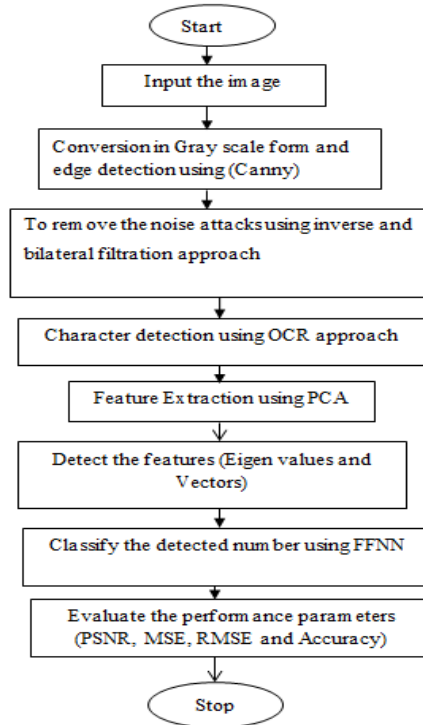 Start
Input the image
Conversion in Gray scale form and
edge detection using (Canny)
To remove the noise attacks using inverse and
bilateral filtration approach
Character detection using OCR approach
Feature Extraction using PCA
Detect the features (Eigen values and
Vectors)
Classify the detected number using FFNN
Evaluate the performance parameters
(PSNR, MSE, RMSE and Accuracy)
Stop